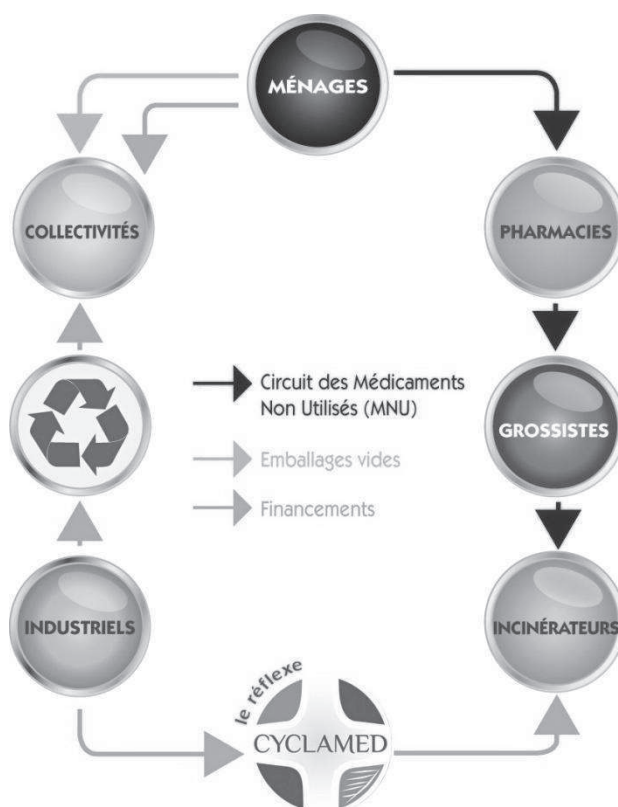 MÉNAGES
COLLECTIVITÉS
PHARMACIES
Circuit des Médicaments
Non Utilisés (MNU)
GROSSISTES
Emballages vides
Financements
INDUSTRIELS
INCINÉRATEURS
le réflexe
CYCLAMED